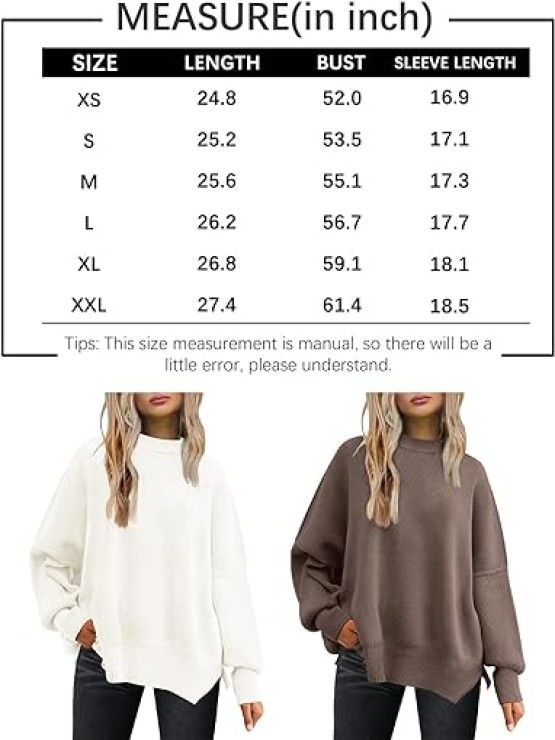 MEASURE(in inch)
SIZE LENGTH BUST SLEEVE LENGTH
XS 24.8 52.0 16.9
S 25.2 53.5 17.1
M 25.6 55.1 17.3
L 26.2 56.7 17.7
XL 26.8 59.1 18.1
XXL 27.4 61.4 18.5
Tips: This size measurement is manual, so there will be a
little error, please understand.